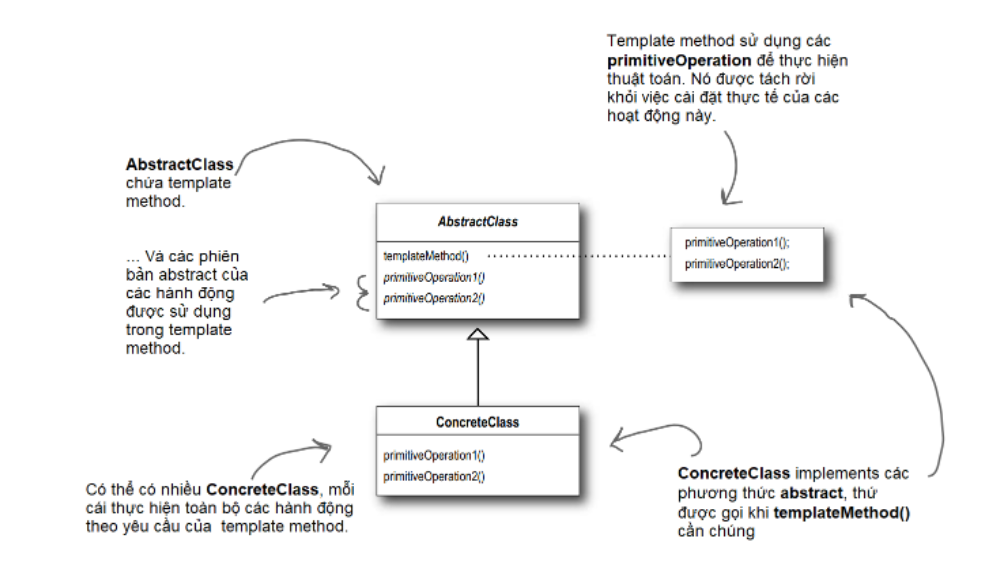 Template method sử dụng các
primitiveOperation để thực hiện
thuật toán. Nó được tách rời
khỏi việc cài đặt thực tế của các
hoạt động này.
AbstractClass
chứa template
method.
AbstractClass
templateMethod()
primitiveOperation1()
primitiveOperation2()
primitiveOperation1();
primitiveOperation2();
... Và các phiên
bản abstract của
các hành động
được sử dụng
trong template
method.
ConcreteClass
primitiveOperation1()
primitiveOperation2()
Có thể có nhiều ConcreteClass, mỗi
cái thực hiện toàn bộ các hành động
theo yêu cầu của template method.
ConcreteClass implements các
phương thức abstract, thứ
được gọi khi templateMethod()
cần chúng